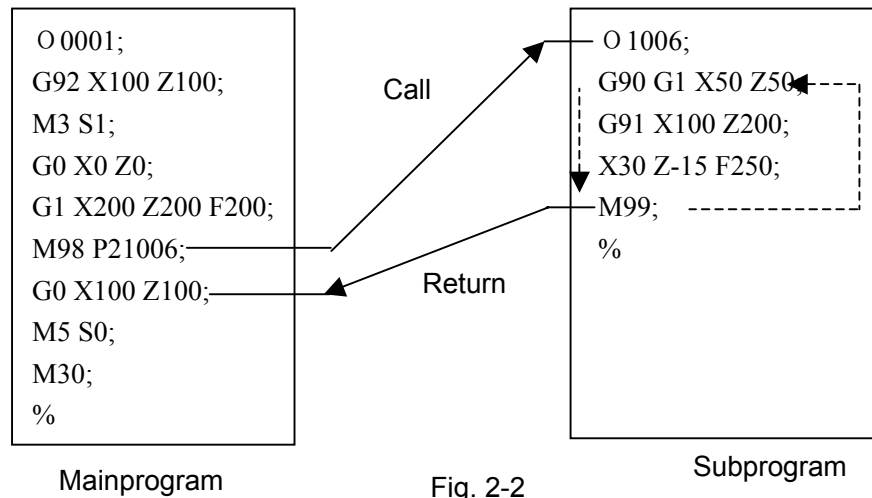 O 0001;
G92 X100 Z100;
M3 S1;
G0 X0 Z0;
G1 X200 Z200 F200;
M98 P21006;
G0 X100 Z100;
M5 S0;
M30;
%
Mainprogram
Call
Return
Fig. 2-2
O 1006;
G90 G1 X50 Z50;
G91 X100 Z200;
X30 Z-15 F250;
M99;
%
Subprogram